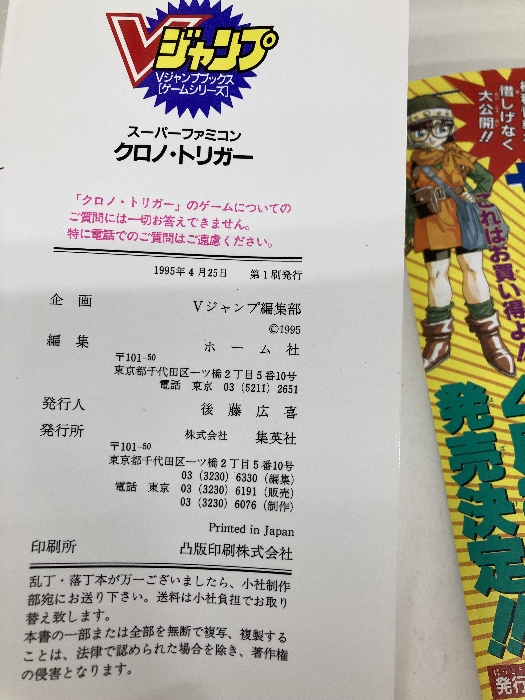 Vジャンプ
Vジャンプブックス
[ゲームシリーズ]
スーパーファミコン
クロノ・トリガー
「クロノ・トリガー」のゲームについての
ご質問には一切お答えできません。
特に電話でのご質問はご遠慮ください。
1995年4月25日 第1刷発行
企画 Vジャンプ編集部
©1995
編集 ホーム社
〒101-50
東京都千代田区一ツ橋2丁目5番10号
電話 東京 03 (5211) 2651
発行人 後藤広喜
発行所 株式会社 集英社
〒101-50
東京都千代田区一ツ橋2丁目5番10号
03 (3230) 6330 (編集)
電話 東京 03 (3230) 6191 (販売)
03 (3230) 6076 (制作)
Printed in Japan
印刷所 凸版印刷株式会社
乱丁・落丁本が万一ございましたら、小社制作
部宛にお送り下さい。送料は小社負担でお取り
替え致します。
本書の一部または全部を無断で複写、複製する
ことは、法律で認められた場合を除き、著作権
の侵害となります。
惜しげなく
大公開!!
これはお買い得よ!!
発売決定!!
発行